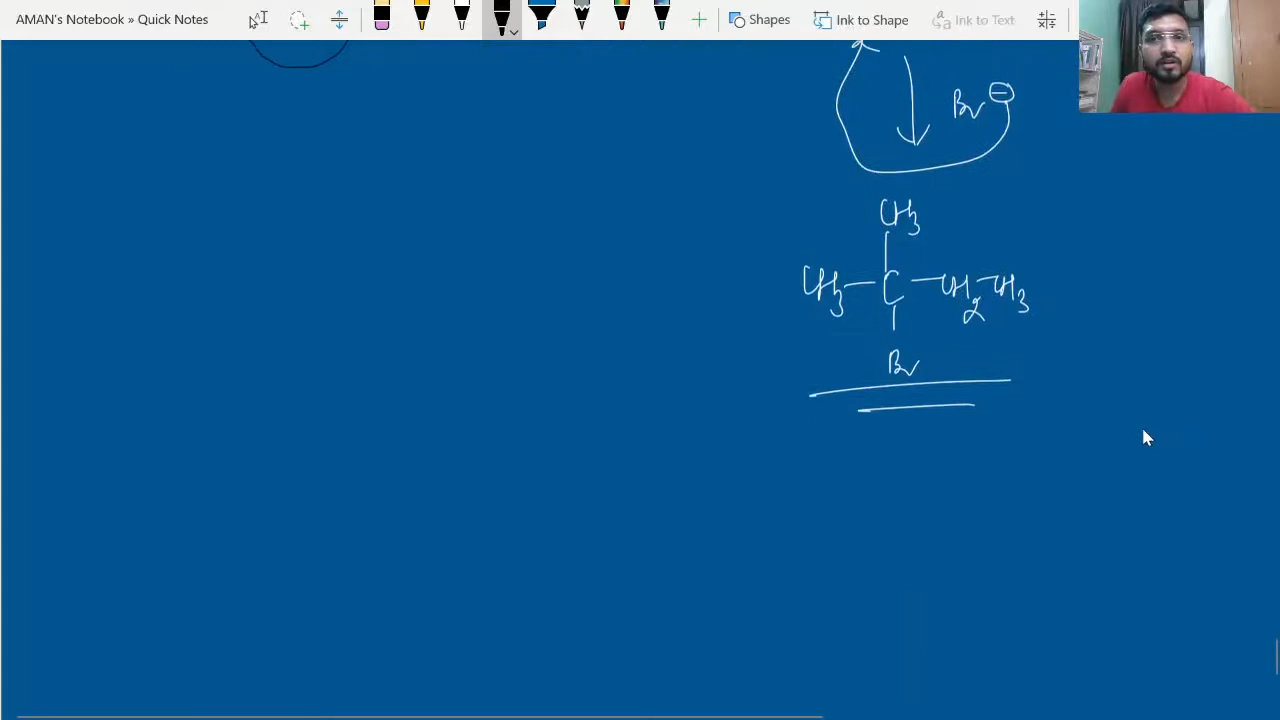 AMAN's Notebook » Quick Notes
Shapes
Ink to Shape
Ink to Text
Br ⊖
CH3
CH3 — C — CH2 — CH3
Br